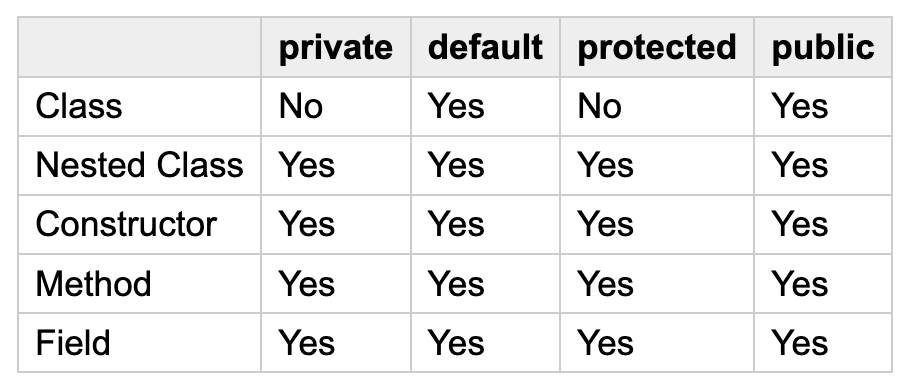 private default protected public
Class No Yes No Yes
Nested Class Yes Yes Yes Yes
Constructor Yes Yes Yes Yes
Method Yes Yes Yes Yes
Field Yes Yes Yes Yes